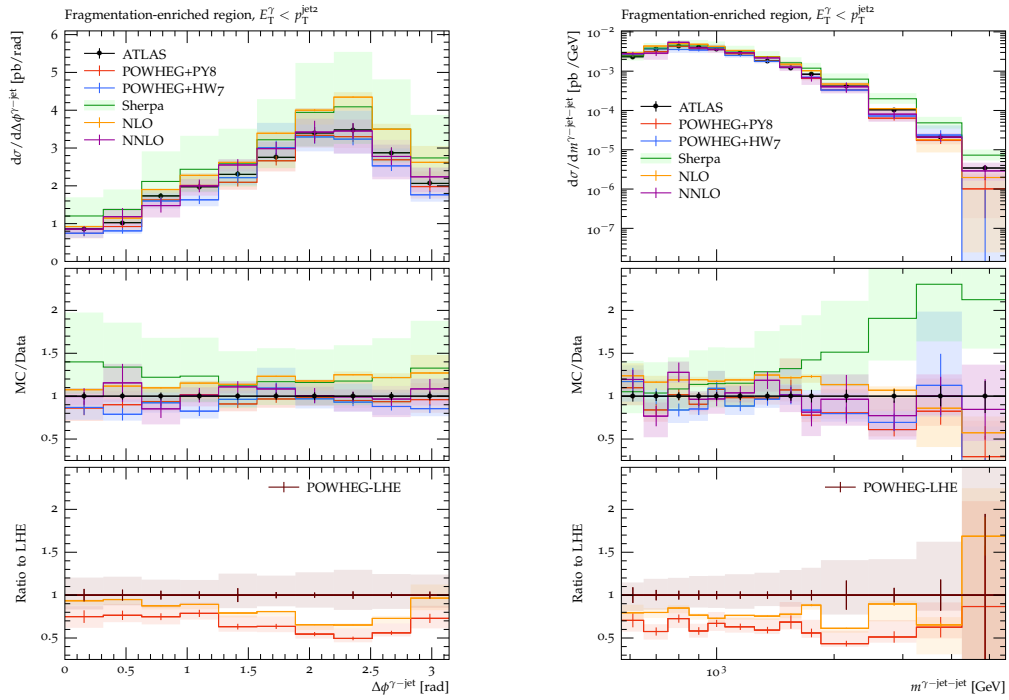 Fragmentation-enriched region, E_T^γ < p_T^jet2
dσ/dΔϕ^γ−jet [pb/rad]
6
5
4
3
2
1
0
ATLAS
POWHEG+PY8
POWHEG+HW7
Sherpa
NLO
NNLO
MC/Data
2
1.5
1
0.5
Ratio to LHE
2
1.5
1
0.5
POWHEG-LHE
0 0.5 1 1.5 2 2.5 3
Δϕ^γ−jet [rad]
Fragmentation-enriched region, E_T^γ < p_T^jet2
dσ/dm^γ−jet−jet [pb/GeV]
10^−2
10^−3
10^−4
10^−5
10^−6
10^−7
ATLAS
POWHEG+PY8
POWHEG+HW7
Sherpa
NLO
NNLO
MC/Data
2
1.5
1
0.5
Ratio to LHE
2
1.5
1
0.5
POWHEG-LHE
10^3
m^γ−jet−jet [GeV]